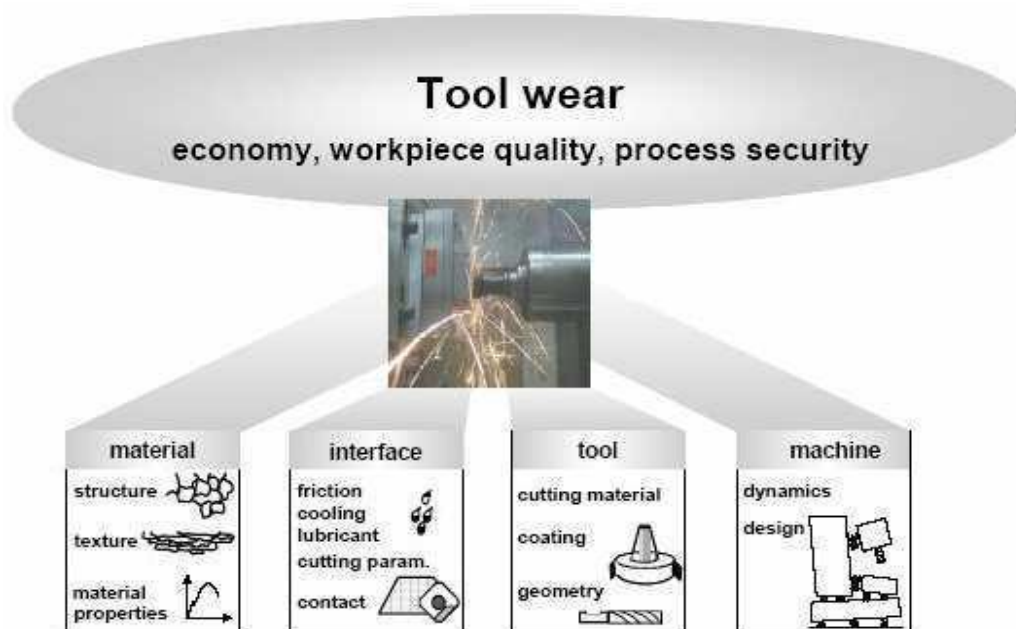 Tool wear
economy, workpiece quality, process security
material
structure
texture
material
properties
interface
friction
cooling
lubricant
cutting param.
contact
tool
cutting material
coating
geometry
machine
dynamics
design